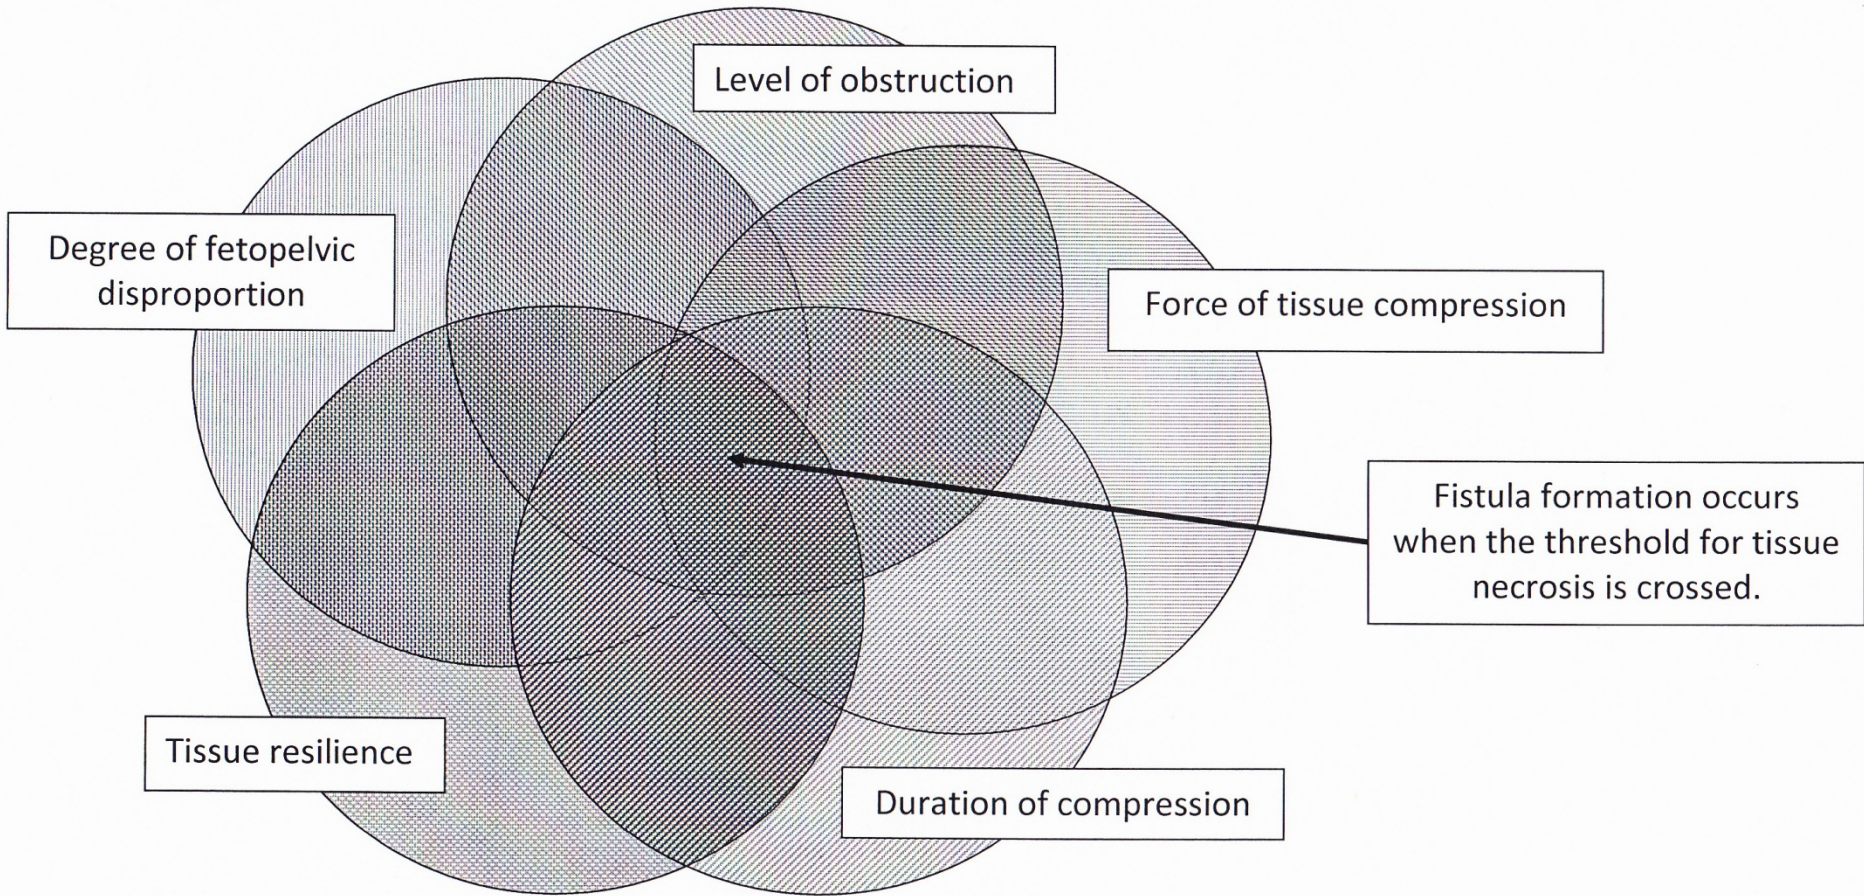 Level of obstruction
Degree of fetopelvic
disproportion
Force of tissue compression
Fistula formation occurs
when the threshold for tissue
necrosis is crossed.
Tissue resilience
Duration of compression